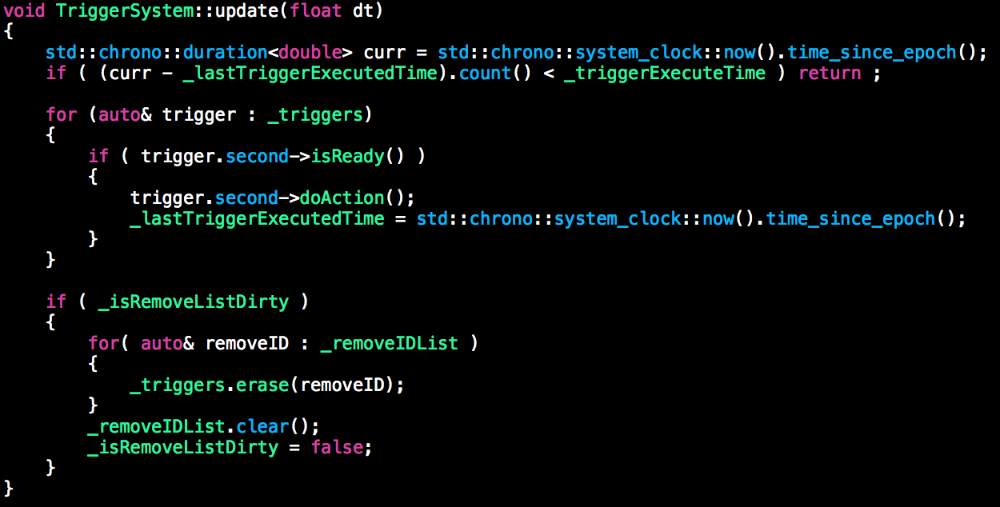 void TriggerSystem::update(float dt)
{
    std::chrono::duration<double> curr = std::chrono::system_clock::now().time_since_epoch();
    if ( (curr - _lastTriggerExecutedTime).count() < _triggerExecuteTime ) return ;

    for (auto& trigger : _triggers)
    {
        if ( trigger.second->isReady() )
        {
            trigger.second->doAction();
            _lastTriggerExecutedTime = std::chrono::system_clock::now().time_since_epoch();
        }
    }

    if ( _isRemoveListDirty )
    {
        for( auto& removeID : _removeIDList )
        {
            _triggers.erase(removeID);
        }
        _removeIDList.clear();
        _isRemoveListDirty = false;
    }
}